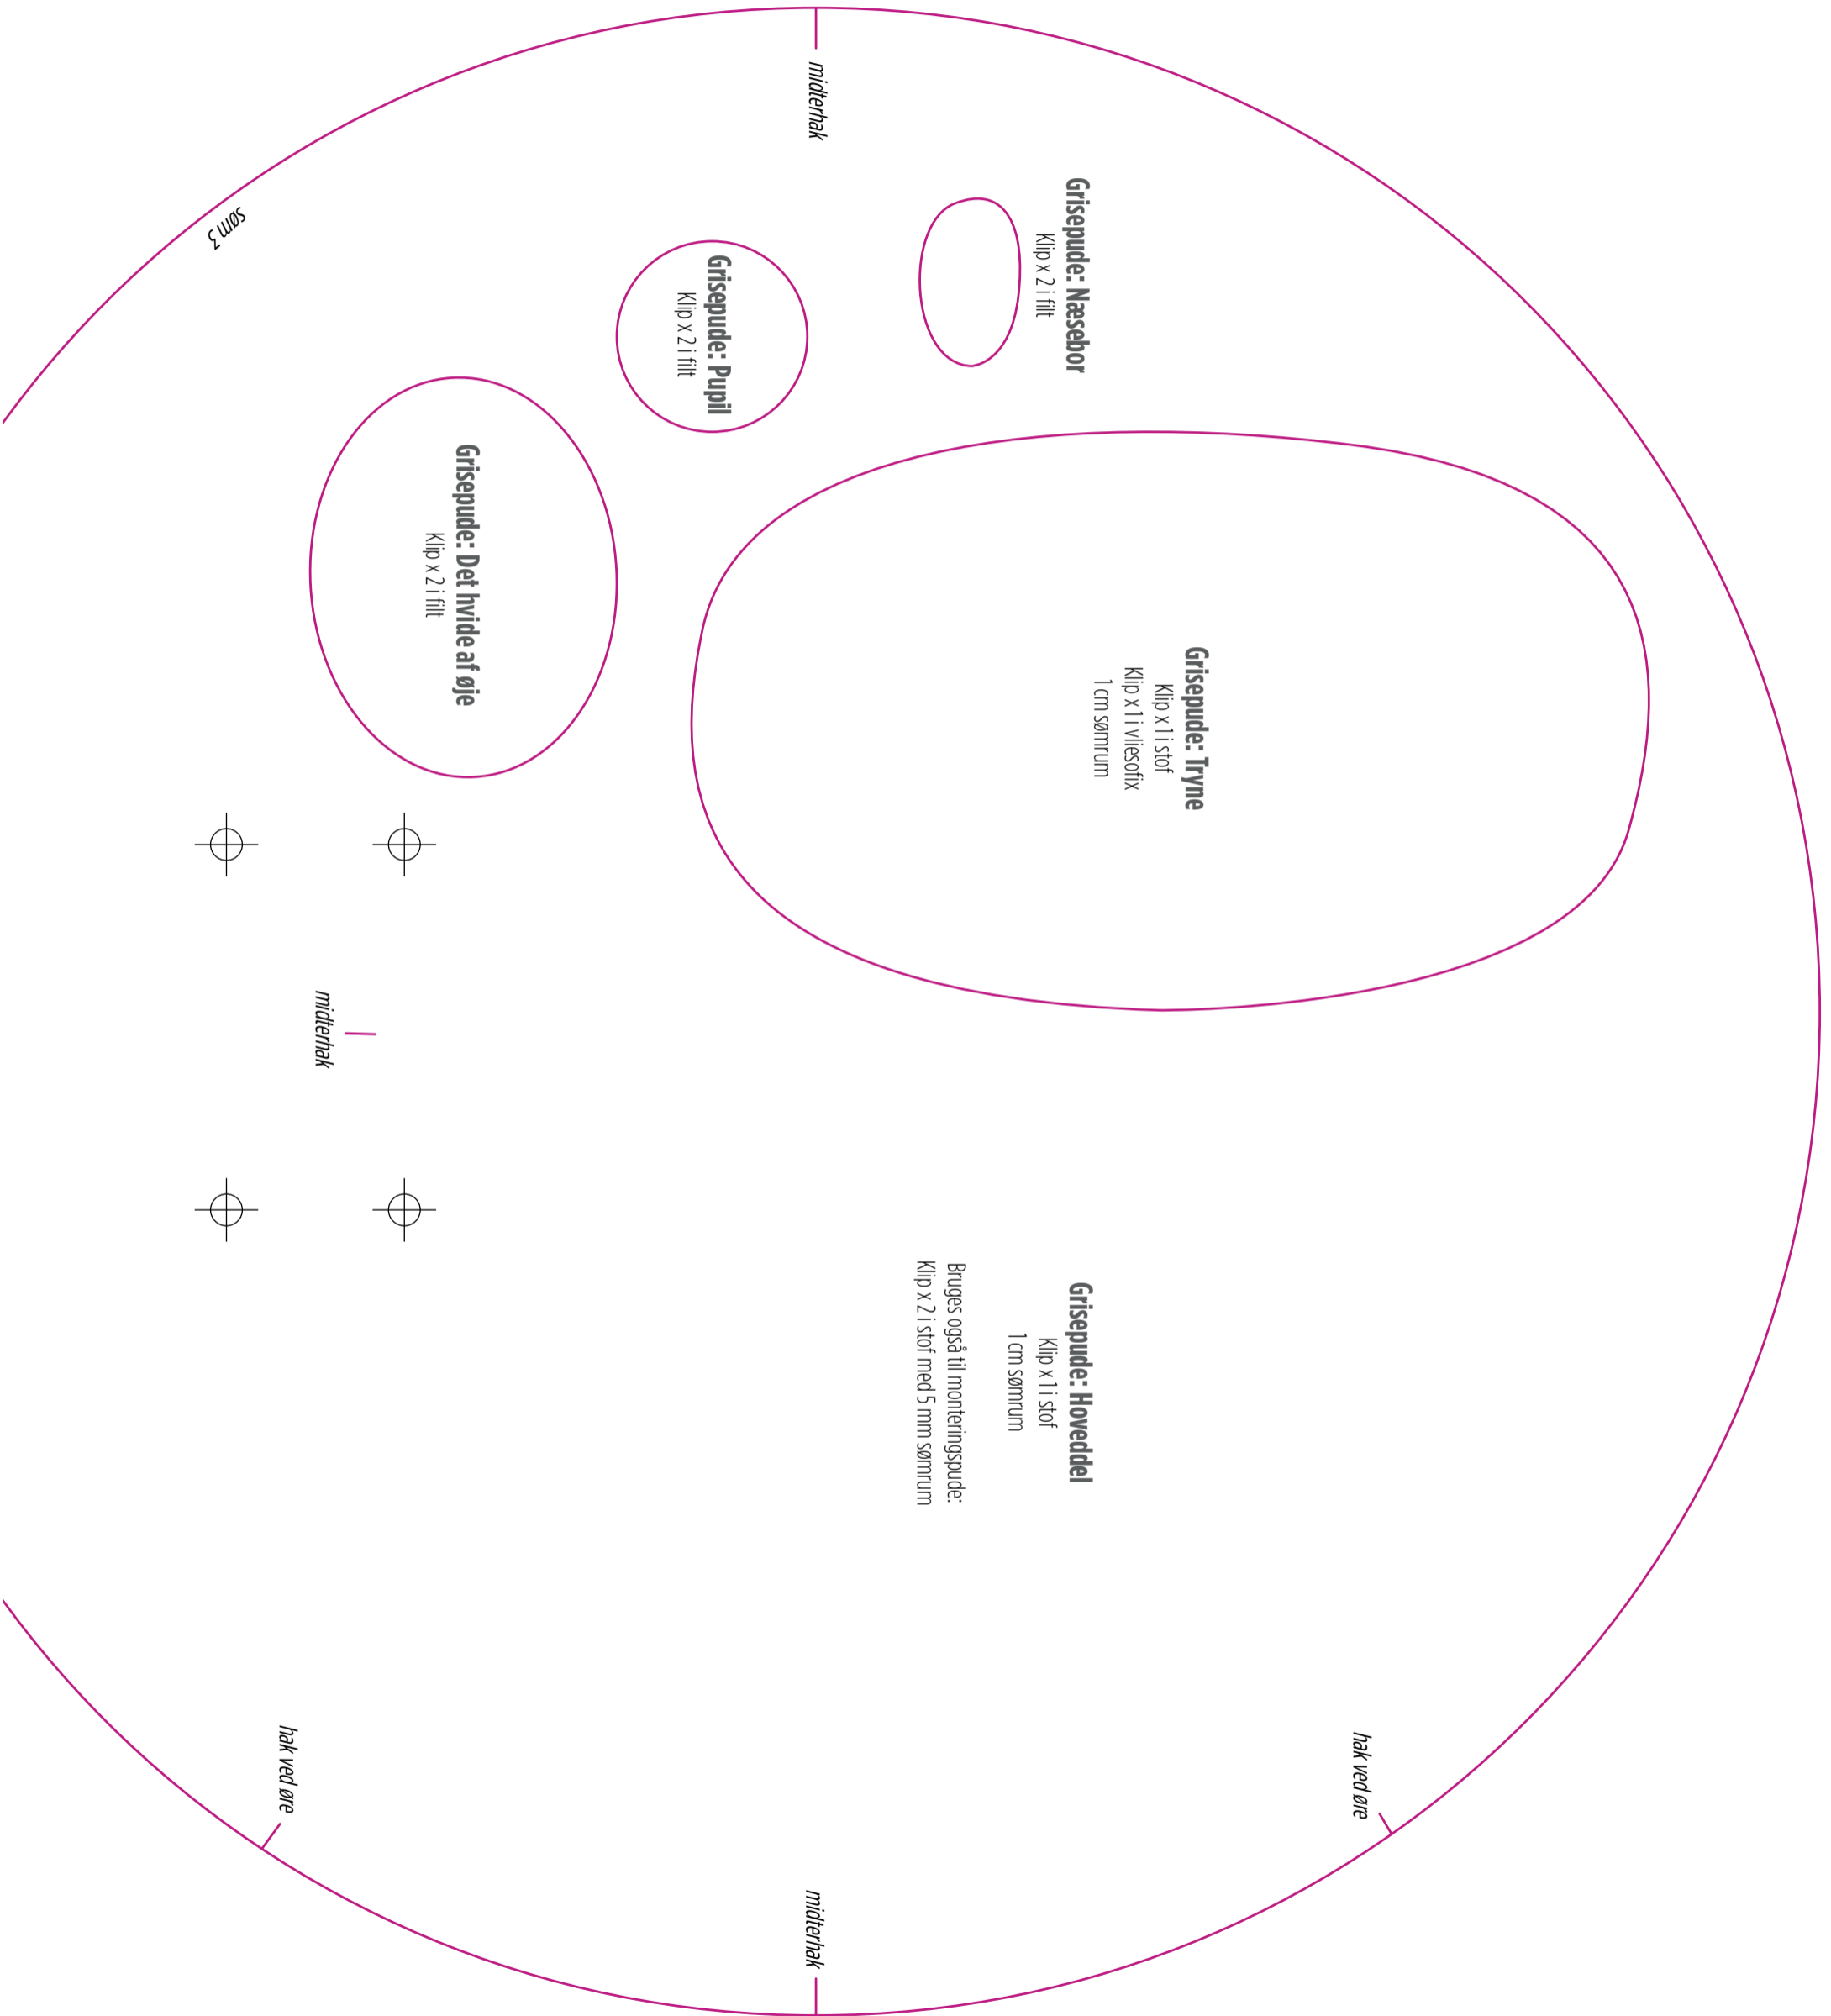 midterhak
søm 3
Grisepude: Næsebor
Klip x 2 i filt
Grisepude: Pupil
Klip x 2 i filt
Grisepude: Det hvide af øje
Klip x 2 i filt
Grisepude: Tryne
Klip x 1 i stof
Klip x 1 i vliesofix
1 cm sømrum
midterhak
Grisepude: Hoveddel
Klip x 1 i stof
1 cm sømrum
Bruges også til monteringspude:
Klip x 2 i stof med 5 mm sømrum
hak ved øre
hak ved øre
midterhak